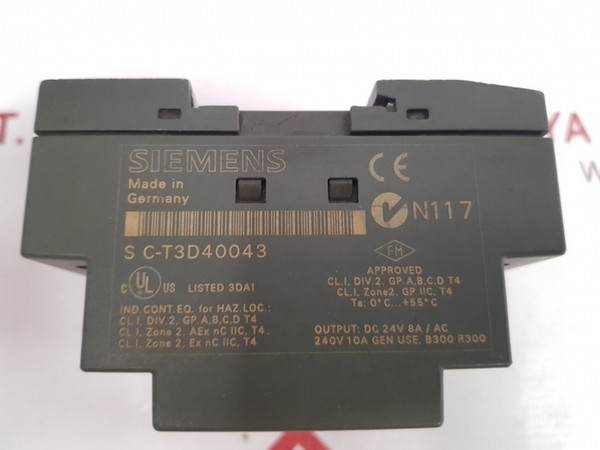 SIEMENS
Made in
Germany
S C-T3D40043
C UL US LISTED 3DA1
IND.CONT.EQ. for HAZ.LOC.:
CL.I, DIV.2, GP.A,B,C,D T4
CL.I, Zone 2, AEx nC IIC, T4
CL.I, Zone 2, Ex nC IIC, T4
CE
N117
FM
APPROVED
CL.I, DIV.2, GP.A,B,C,D T4
CL.I, Zone2, GP.IIC, T4
Ta: 0°C...+55°C
OUTPUT: DC 24V 8A / AC
240V 10A GEN USE, B300 R300